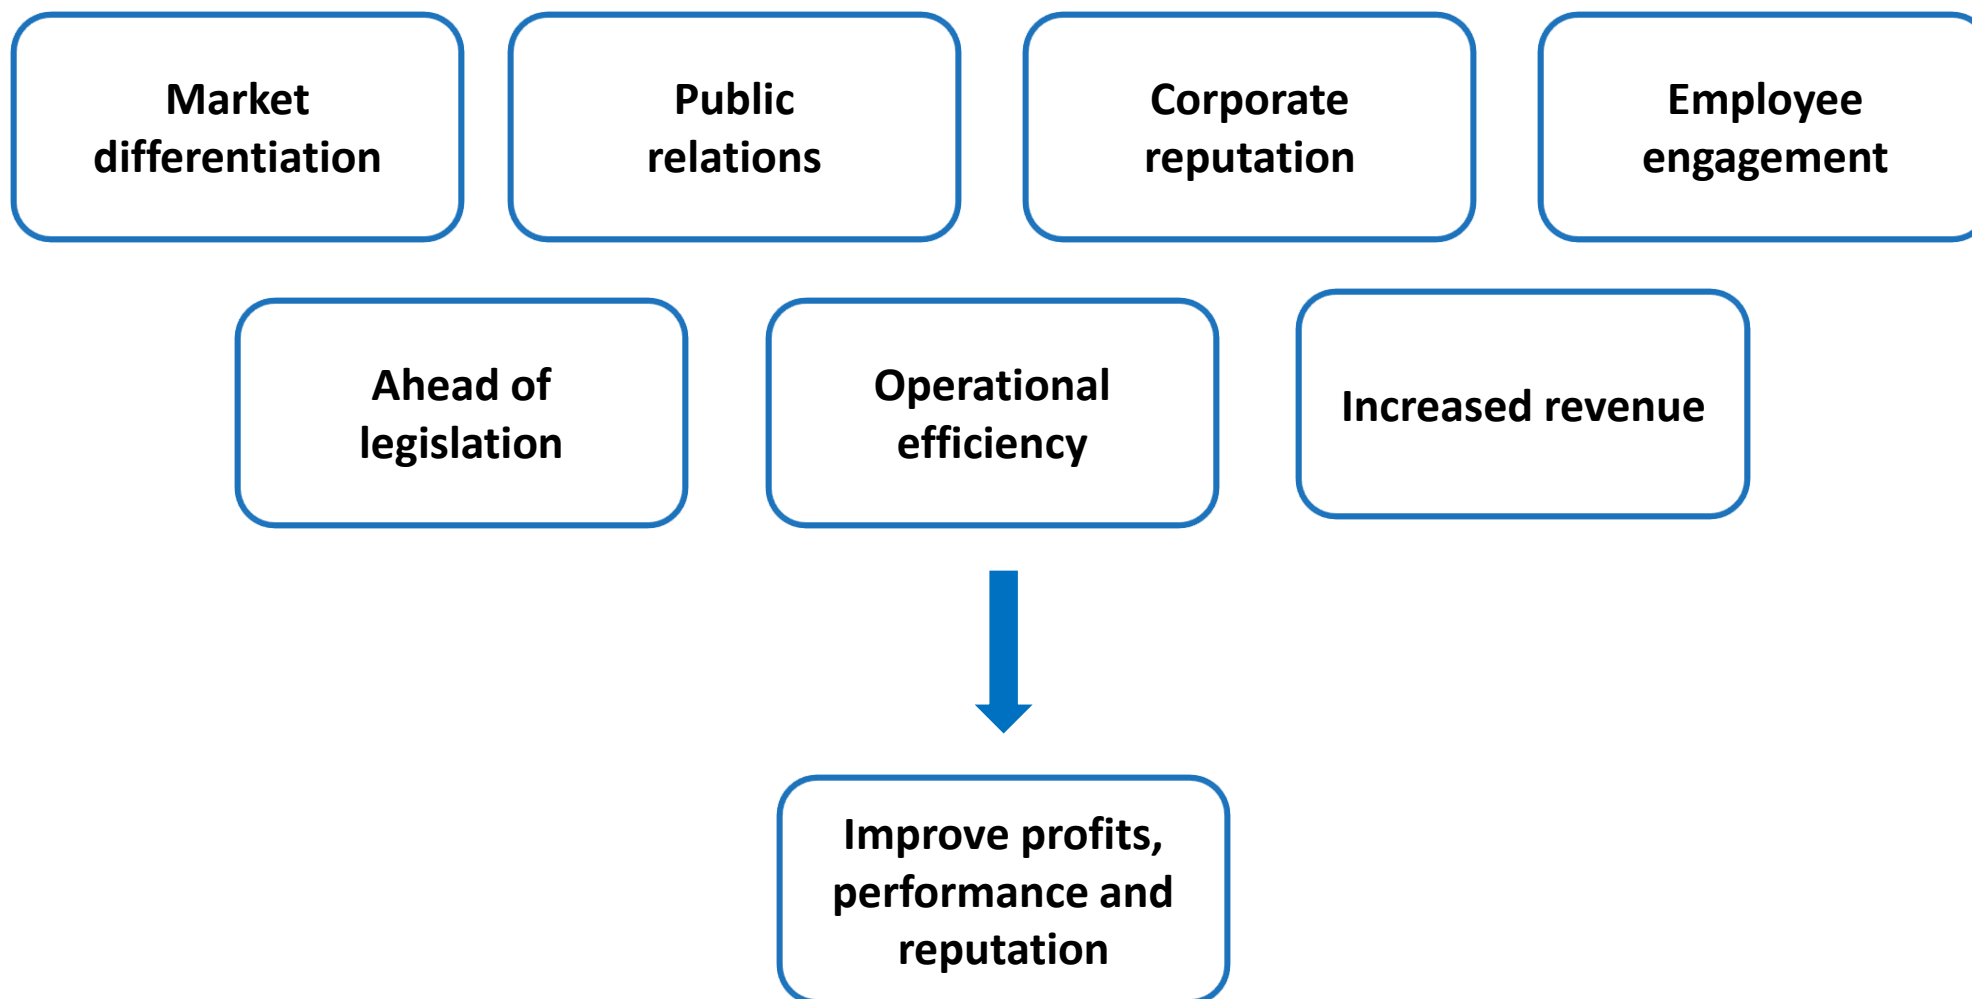 Market
differentiation
Public
relations
Corporate
reputation
Employee
engagement
Ahead of
legislation
Operational
efficiency
Increased revenue
Improve profits,
performance and
reputation